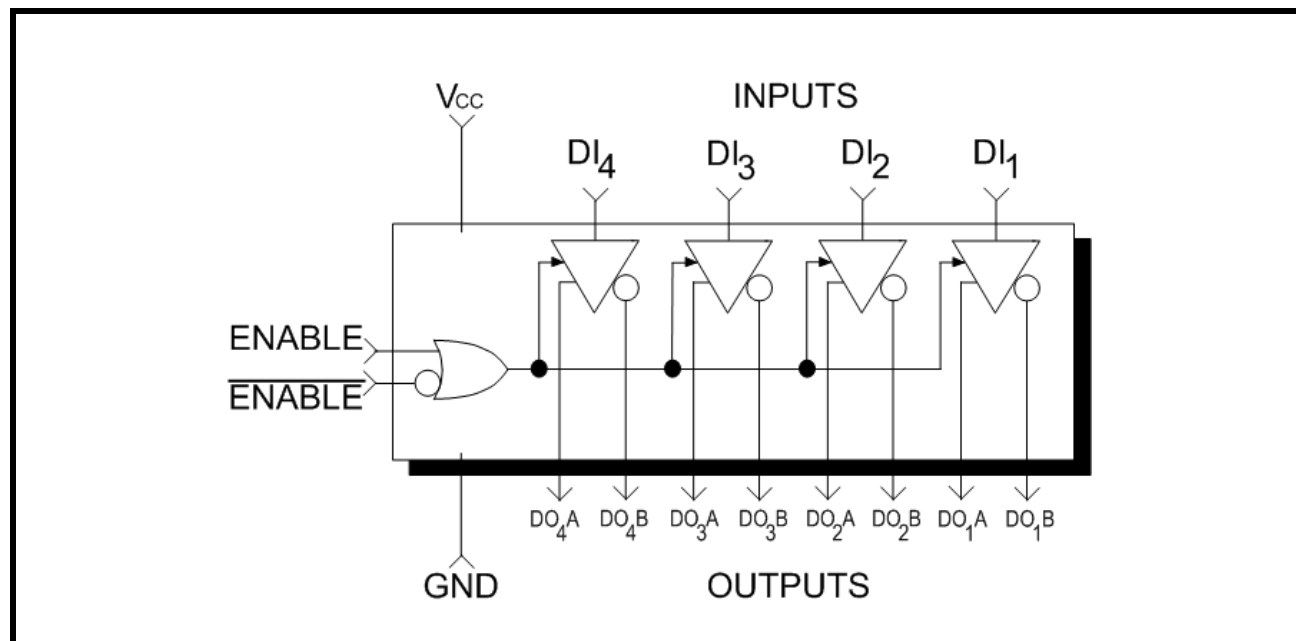 VCC
INPUTS
DI4 DI3 DI2 DI1
ENABLE
ENABLE
DO4A DO4B DO3A DO3B DO2A DO2B DO1A DO1B
GND
OUTPUTS